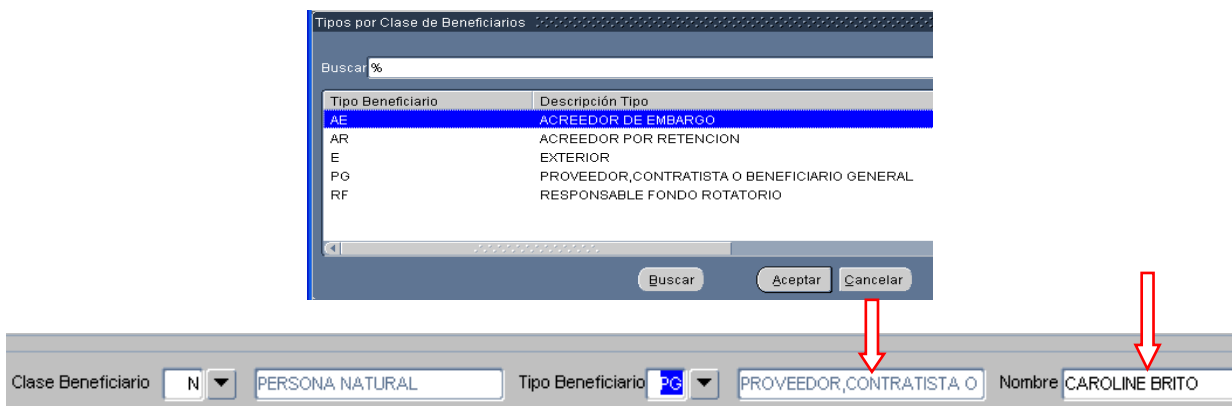 Tipos por Clase de Beneficiarios
Buscar %
Tipo Beneficiario Descripción Tipo
AE ACREEDOR DE EMBARGO
AR ACREEDOR POR RETENCION
E EXTERIOR
PG PROVEEDOR,CONTRATISTA O BENEFICIARIO GENERAL
RF RESPONSABLE FONDO ROTATORIO
Buscar Aceptar Cancelar
Clase Beneficiario N PERSONA NATURAL Tipo Beneficiario PG PROVEEDOR,CONTRATISTA O Nombre CAROLINE BRITO